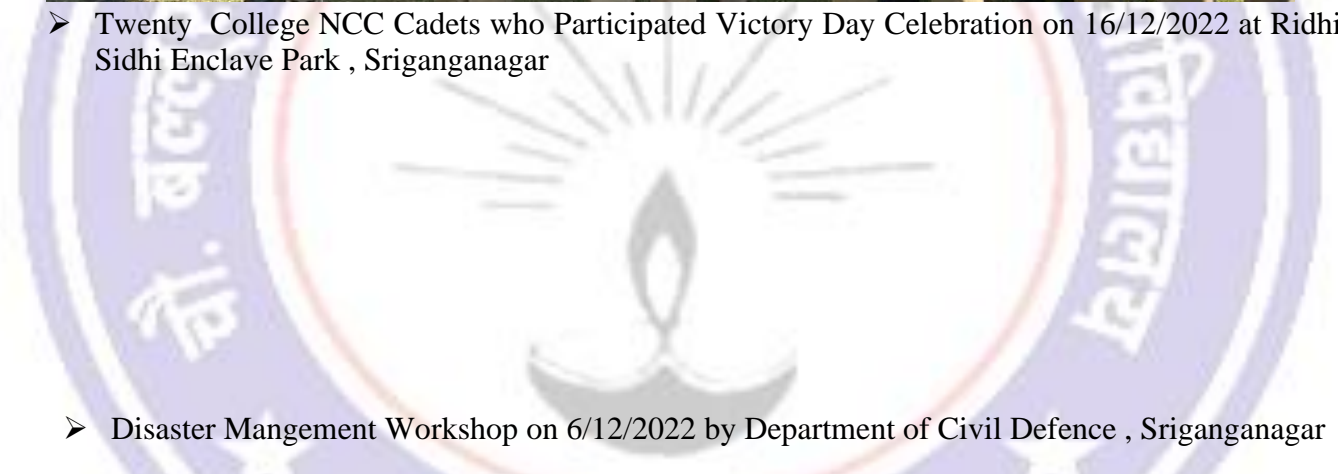 ➢ Twenty College NCC Cadets who Participated Victory Day Celebration on 16/12/2022 at Ridhi
Sidhi Enclave Park , Sriganganagar
चौ.
➢ Disaster Mangement Workshop on 6/12/2022 by Department of Civil Defence , Sriganganagar